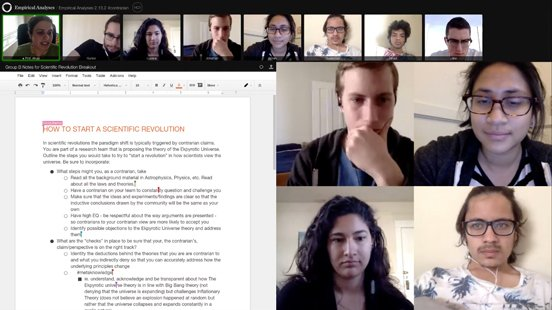 Empirical Analyses Empirical Analyses 2 10.2 #contrarian
Group B Notes for Scientific Revolution Breakout
File Edit View Insert Format Tools Table Add-ons Help
100% Normal text Helvetica ... More
HOW TO START A SCIENTIFIC REVOLUTION
In scientific revolutions the paradigm shift is typically triggered by contrarian claims.
You are part of a research team that is proposing the theory of the Ekpyrotic Universe.
Outline the steps you would take to try to "start a revolution" in how scientists view the
universe. Be sure to incorporate:
What steps might you, as a contrarian, take
Read all the background material in Astrophysics, Physics, etc. Read
about all the laws and theories.
Have a contrarian on your team to constantly question and challenge you
Make sure that the ideas and experiments/findings are clear so that the
inductive conclusions drawn by the community will be the same as your
own
Have high EQ - be respectful about the way arguments are presented -
so contrarians to your contrarian view are more likely to accept you
Identify possible objections to the Ekpyrotic Universe theory and address
them
What are the "checks" in place to be sure that your, the contrarian's,
claim/perspective is on the right track?
Identify the deductions behind the theories that you are contrarian to
and what you indirectly deny so that you can accurately address how the
underlying principles change
#metaknowledge
ie. understand, acknowledge and be transparent about how The
Ekpyrotic universe theory is in line with Big Bang theory (not
denying that the universe is expanding) but challenges Inflationary
Theory (does not believe an explosion happened at random but
rather that the universe collapses and expands constantly in a